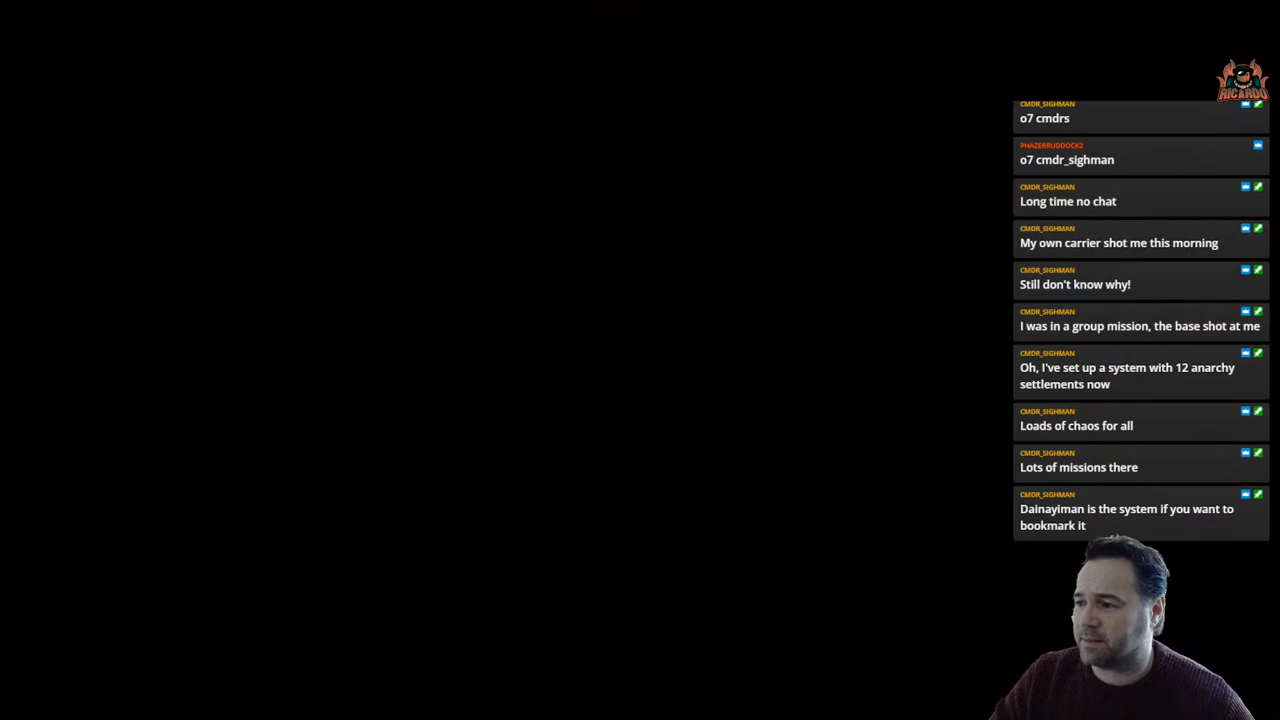 RICARDO
CMDR_SIGHMAN
o7 cmdrs
PHAZERRUDDOCK2
o7 cmdr_sighman
CMDR_SIGHMAN
Long time no chat
CMDR_SIGHMAN
My own carrier shot me this morning
CMDR_SIGHMAN
Still don't know why!
CMDR_SIGHMAN
I was in a group mission, the base shot at me
CMDR_SIGHMAN
Oh, I've set up a system with 12 anarchy
settlements now
CMDR_SIGHMAN
Loads of chaos for all
CMDR_SIGHMAN
Lots of missions there
CMDR_SIGHMAN
Dainayiman is the system if you want to
bookmark it